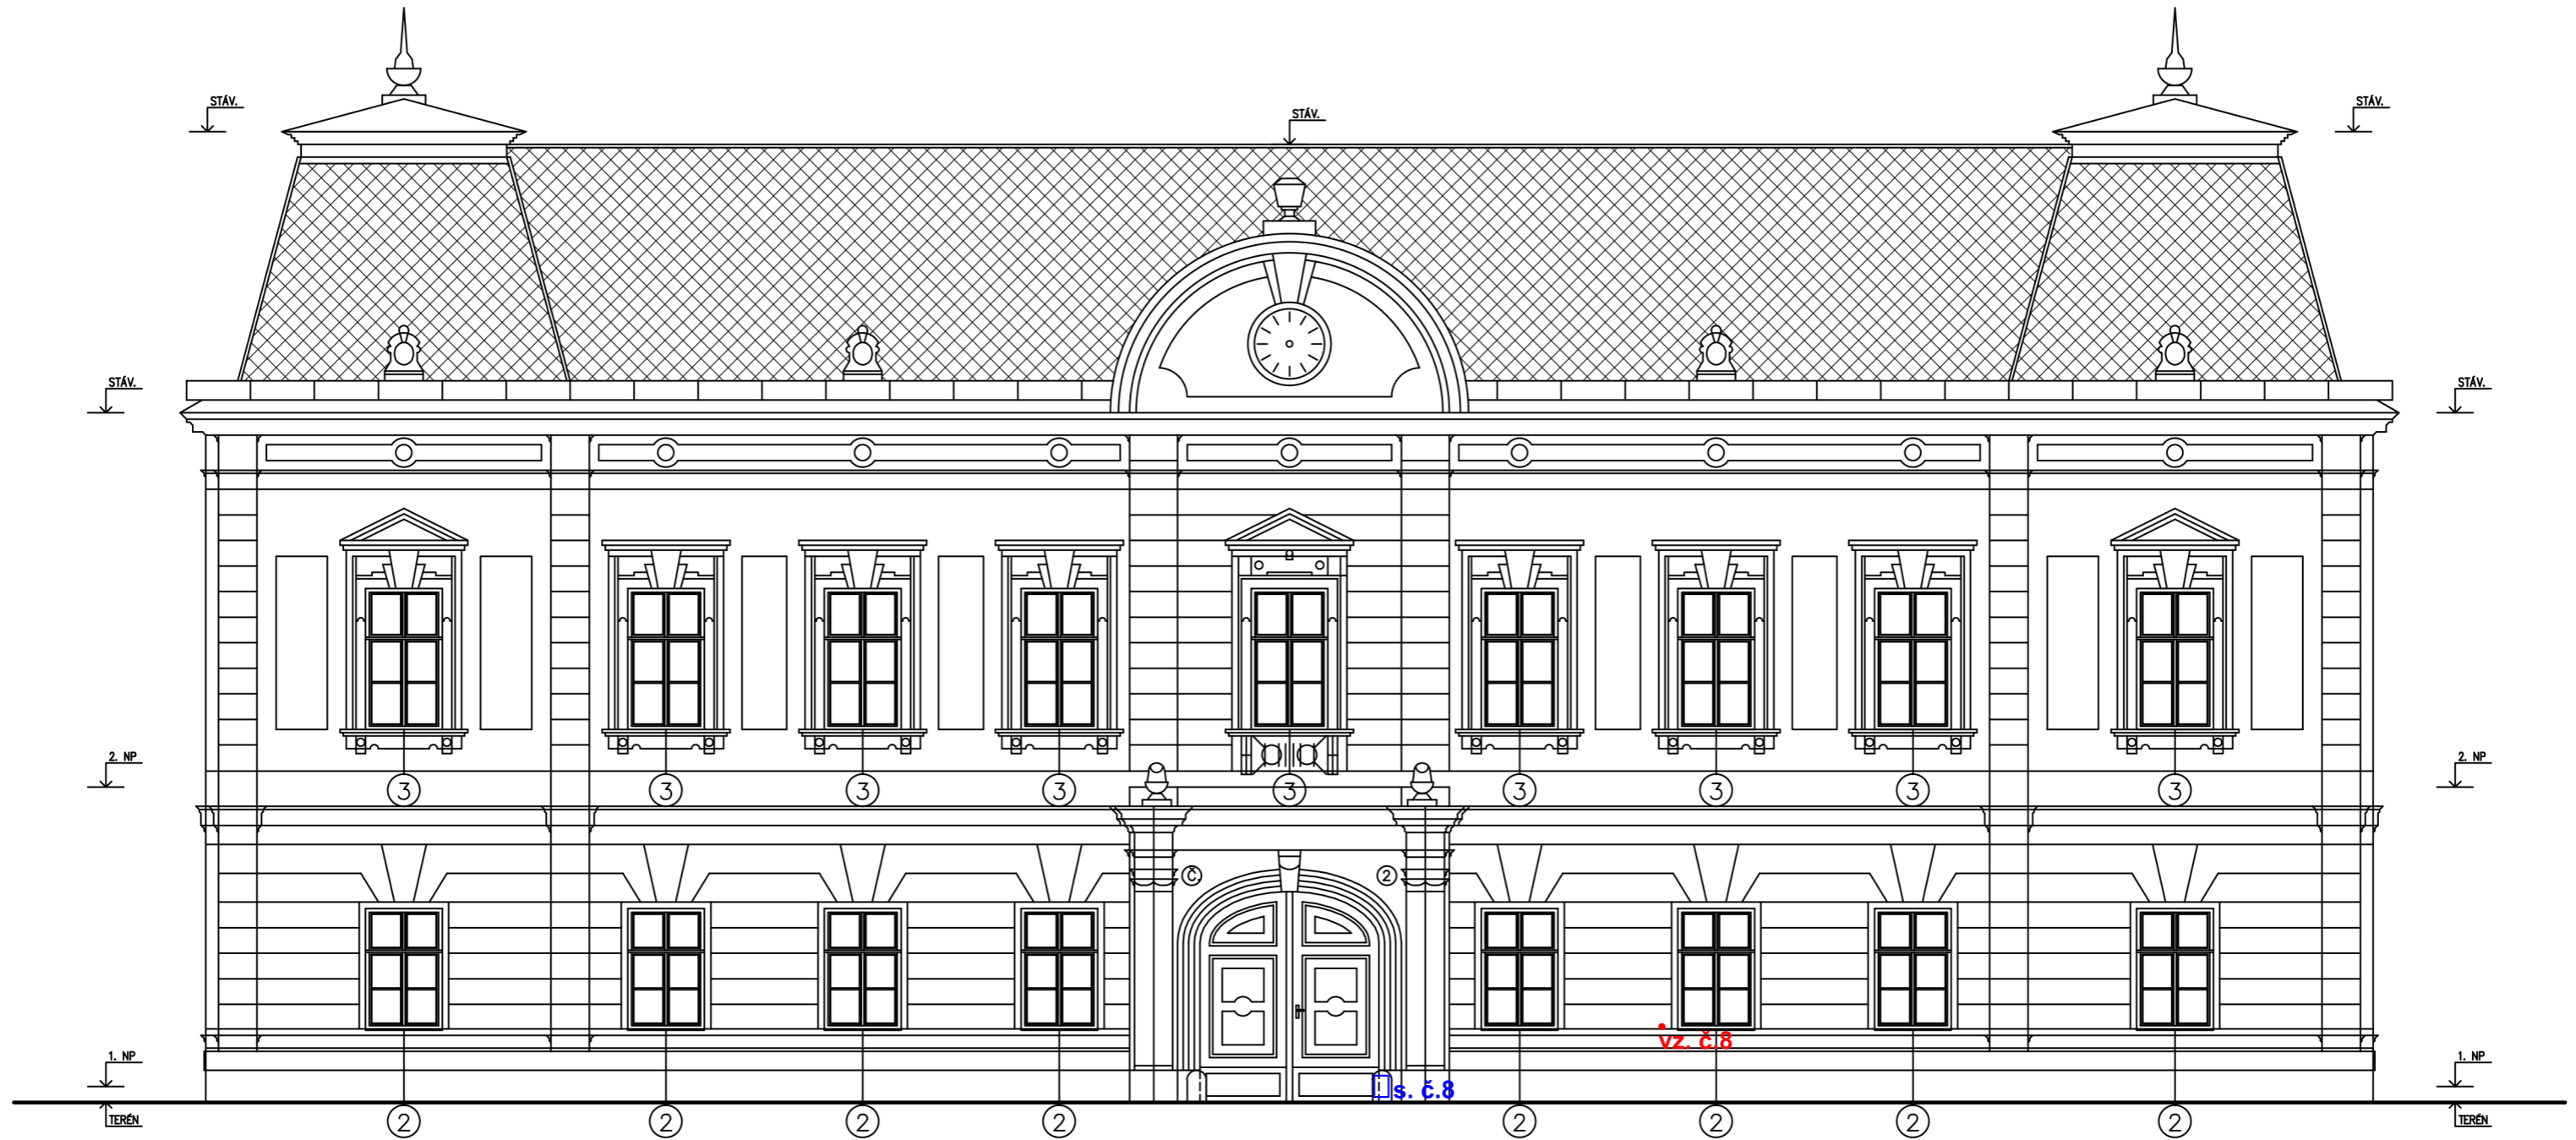 STÁV.
STÁV.
STÁV.
STÁV.
STÁV.
2. NP
2. NP
3 3 3 3 3 3 3 3 3
Č. 2
vz. č.8
1. NP
1. NP
s. č.8
TERÉN
TERÉN
2 2 2 2 2 2 2 2